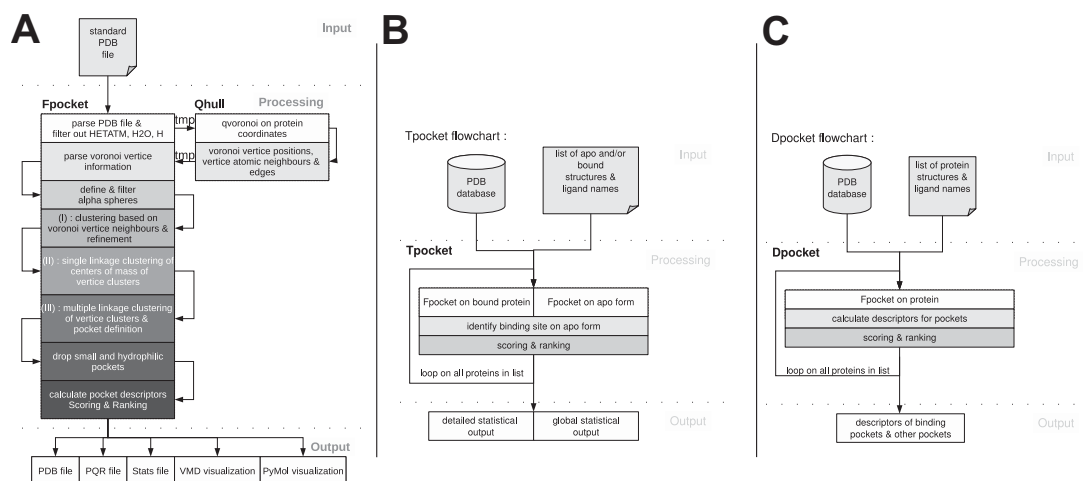 A
standard
PDB
file
Input
Fpocket
Qhull
Processing
parse PDB file &
filter out HETATM, H2O, H
tmp
qvoronoi on protein
coordinates
parse voronoi vertice
information
tmp
voronoi vertice positions,
vertice atomic neighbours &
edges
define & filter
alpha spheres
(I) : clustering based on
voronoi vertice neighbours &
refinement
(II) : single linkage clustering of
centers of mass of
vertice clusters
(III) : multiple linkage clustering
of vertice clusters &
pocket definition
drop small and hydrophilic
pockets
calculate pocket descriptors
Scoring & Ranking
Output
PDB file
PQR file
Stats file
VMD visualization
PyMol visualization
B
Tpocket flowchart :
PDB
database
list of apo and/or
bound
structures &
ligand names
Input
Tpocket
Processing
Fpocket on bound protein
Fpocket on apo form
identify binding site on apo form
scoring & ranking
loop on all proteins in list
detailed statistical
output
global statistical
output
Output
C
Dpocket flowchart :
PDB
database
list of protein
structures &
ligand names
Input
Dpocket
Processing
Fpocket on protein
calculate descriptors for pockets
scoring & ranking
loop on all proteins in list
descriptors of binding
pockets & other pockets
Output